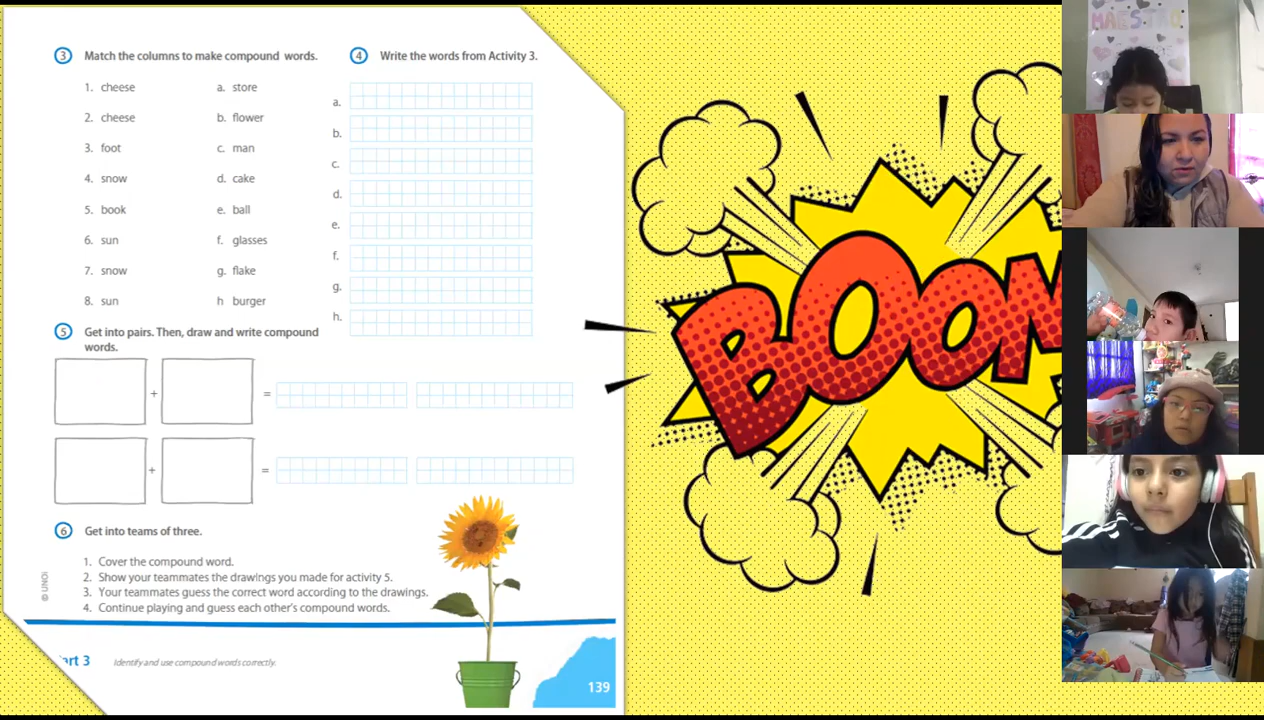 3 Match the columns to make compound words.
1. cheese a. store
2. cheese b. flower
3. foot c. man
4. snow d. cake
5. book e. ball
6. sun f. glasses
7. snow g. flake
8. sun h burger
4 Write the words from Activity 3.
a.
b.
c.
d.
e.
f.
g.
h.
5 Get into pairs. Then, draw and write compound
words.
+ =
+ =
6 Get into teams of three.
1. Cover the compound word.
2. Show your teammates the drawings you made for activity 5.
3. Your teammates guess the correct word according to the drawings.
4. Continue playing and guess each other's compound words.
© UNOi
art 3 Identify and use compound words correctly.
139
BOOM
MAESTRO